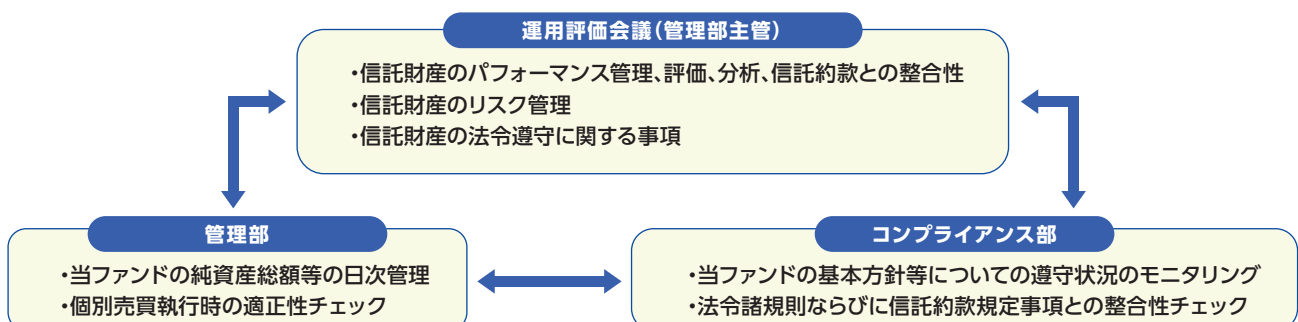 運用評価会議(管理部主管)
・信託財産のパフォーマンス管理、評価、分析、信託約款との整合性
・信託財産のリスク管理
・信託財産の法令遵守に関する事項
管理部
・当ファンドの純資産総額等の日次管理
・個別売買執行時の適正性チェック
コンプライアンス部
・当ファンドの基本方針等についての遵守状況のモニタリング
・法令諸規則ならびに信託約款規定事項との整合性チェック